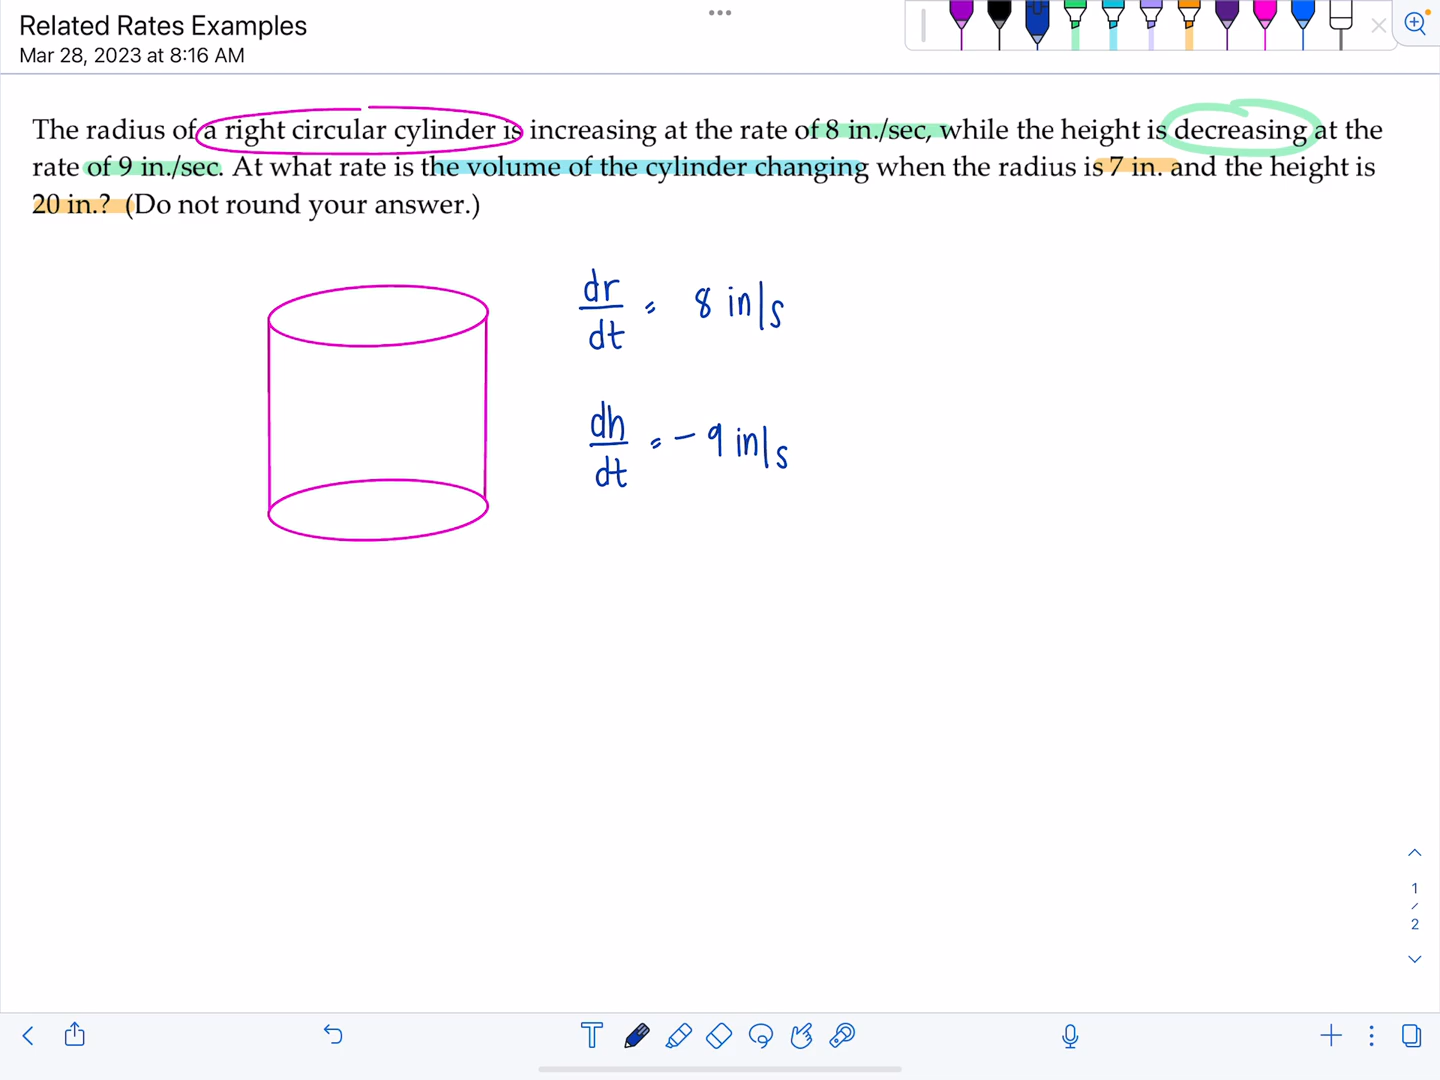 Related Rates Examples
Mar 28, 2023 at 8:16 AM
The radius of a right circular cylinder is increasing at the rate of 8 in./sec, while the height is decreasing at the
rate of 9 in./sec. At what rate is the volume of the cylinder changing when the radius is 7 in. and the height is
20 in.? (Do not round your answer.)
dr/dt = 8 in/s
dh/dt = -9 in/s
1
/
2
T